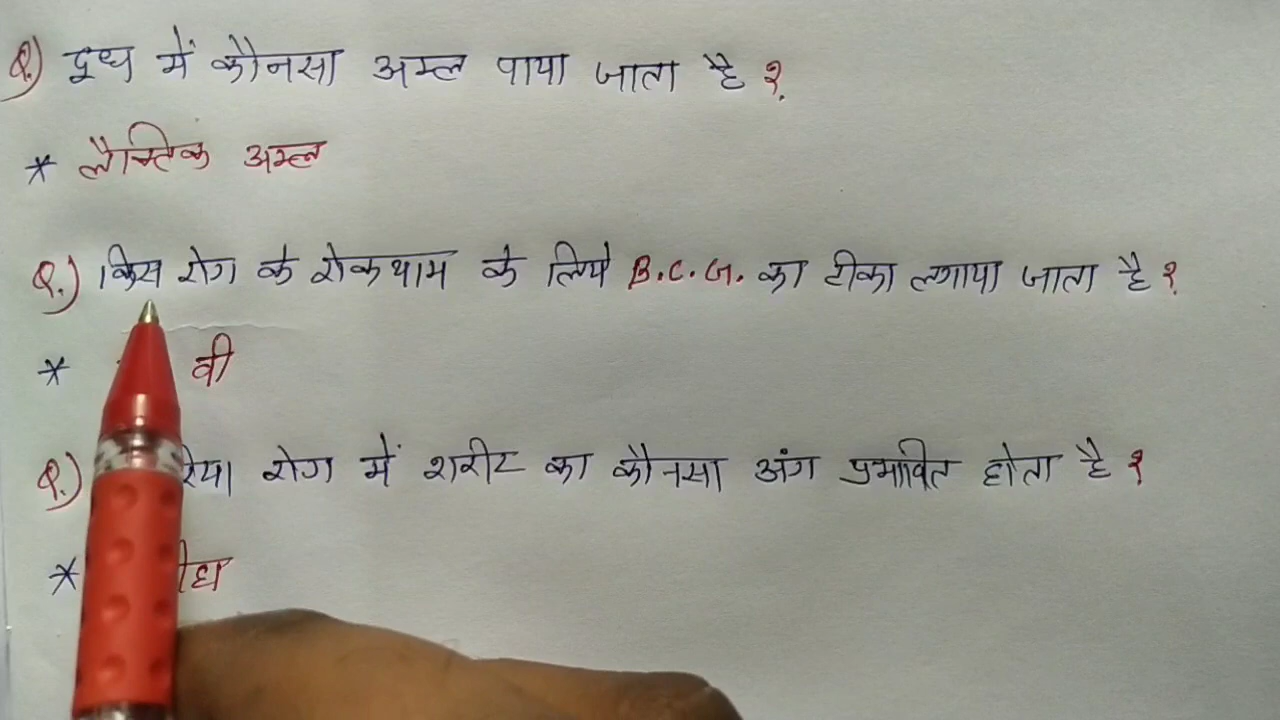 Q.) दूध में कौनसा अम्ल पाया जाता है ?
* लैक्टिक अम्ल
Q.) किस रोग के रोकथाम के लिये B.C.G. का टीका लगाया जाता है ?
* वी
Q.) रिया रोग में शरीर का कौनसा अंग प्रभावित होता है ?
* ीहा